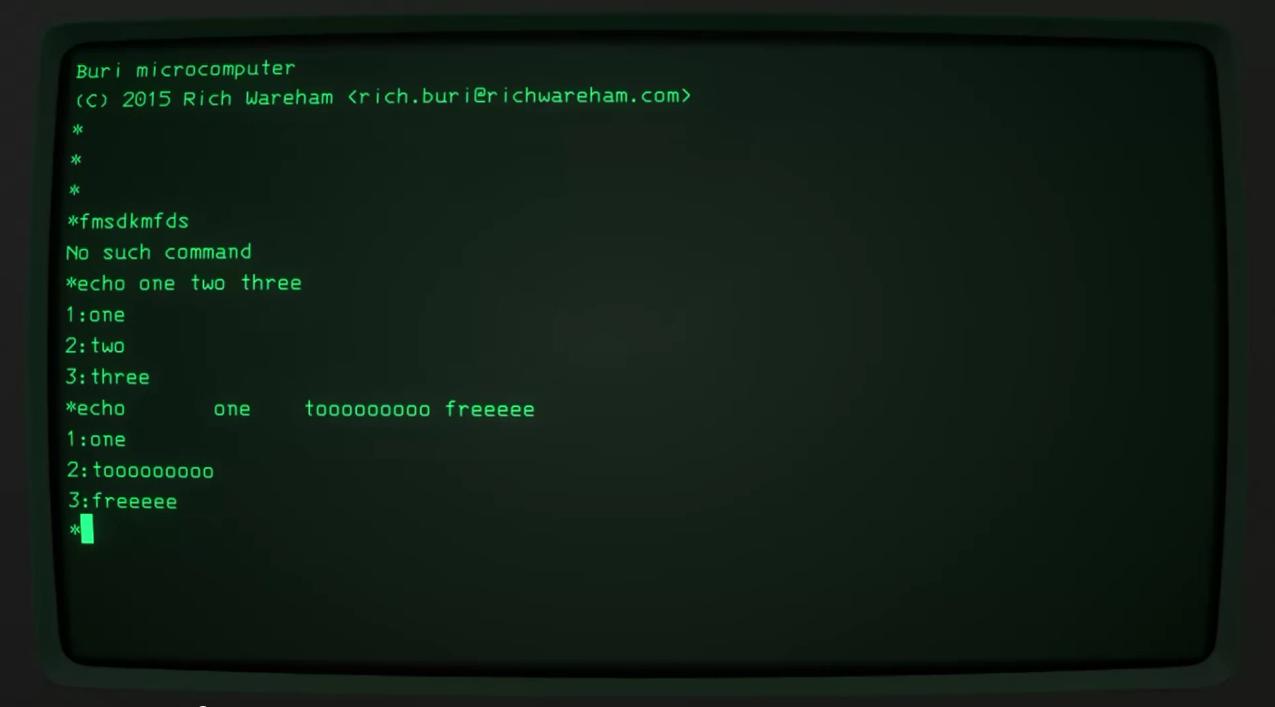 Buri microcomputer
(C) 2015 Rich Wareham <rich.buri@richwareham.com>
*
*
*
*fmsdkmfds
No such command
*echo one two three
1:one
2:two
3:three
*echo       one    tooooooooo freeeee
1:one
2:tooooooooo
3:freeeee
*